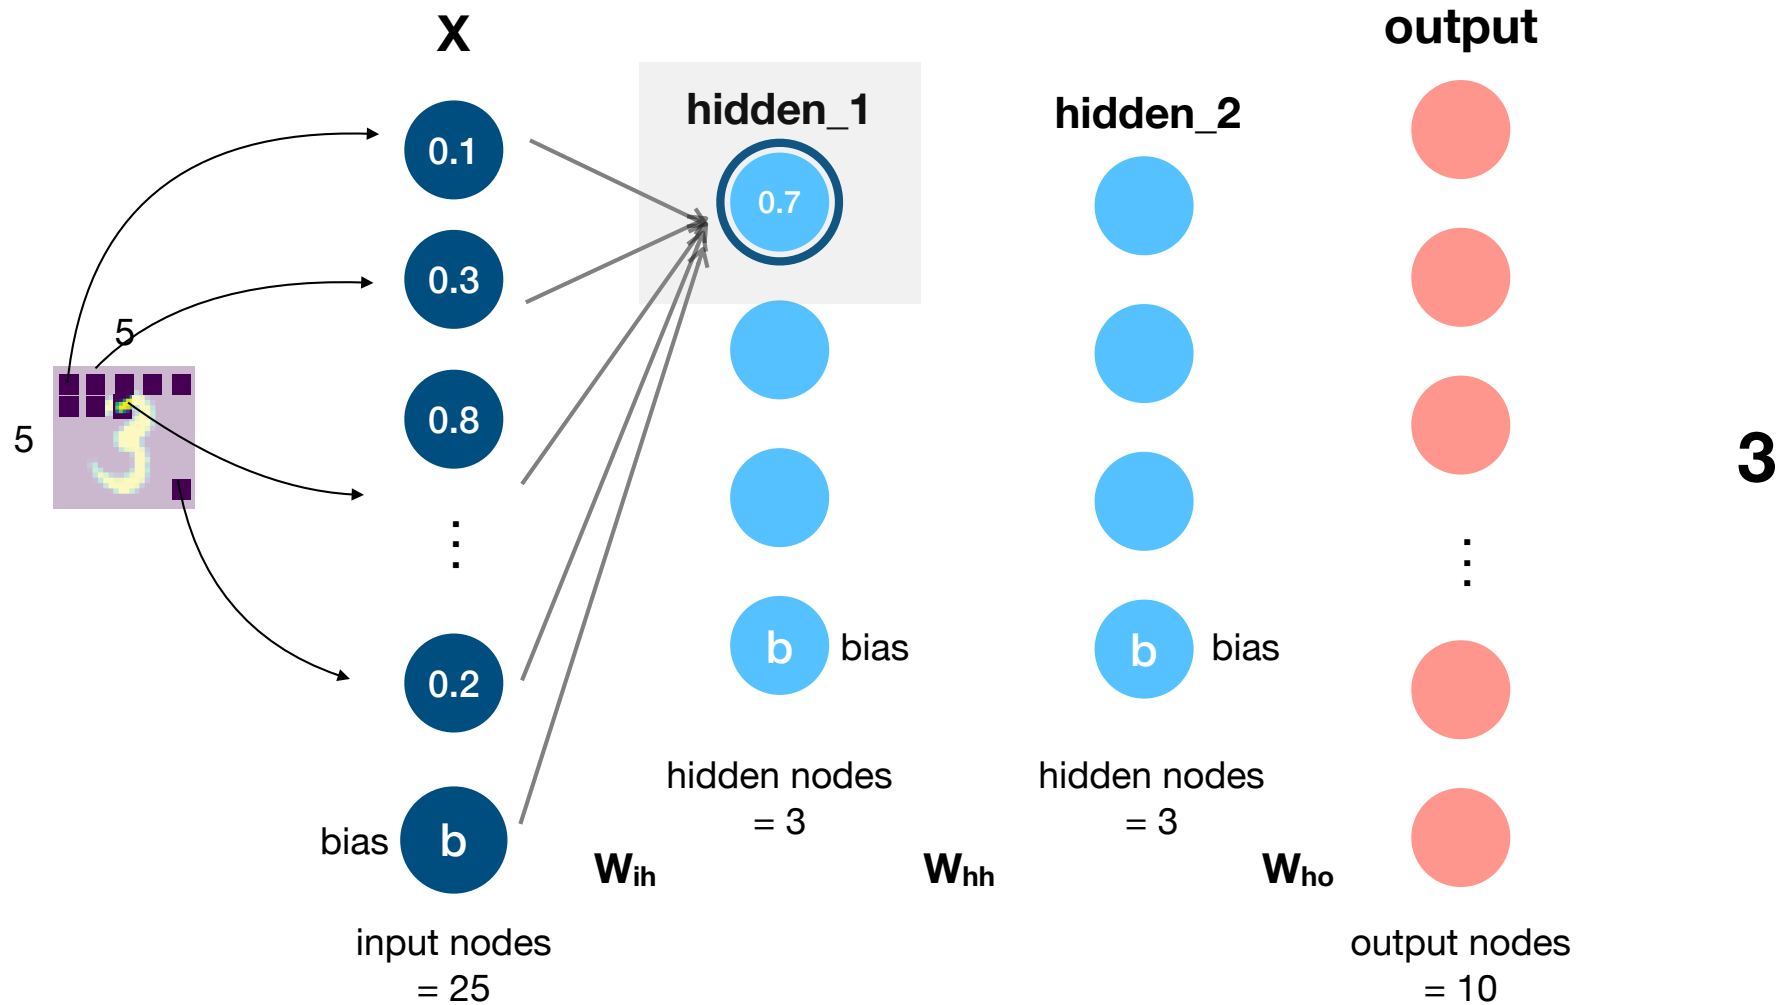 X
output
hidden_1
hidden_2
0.1
0.7
0.3
5
0.8
5
3
0.2
b bias
b bias
bias b
hidden nodes
= 3
hidden nodes
= 3
Wih
Whh
Who
input nodes
= 25
output nodes
= 10